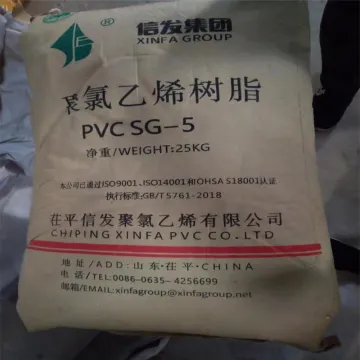 ®
信发集团
XINFA GROUP
聚氯乙烯树脂
PVC SG-5
净重/WEIGHT:25KG
本公司已通过ISO9001、ISO14001和OHSA S18001认证
执行标准:GB/T5761-2018
茌平信发聚氯乙烯有限公司
CHIPING XINFA PVC CO.,LTD
地址/ADD:山东·茌平·CHINA
电话/TEL:0086-0635-4256699
邮箱/EMAIL:xinfagroup@xinfagroup.net